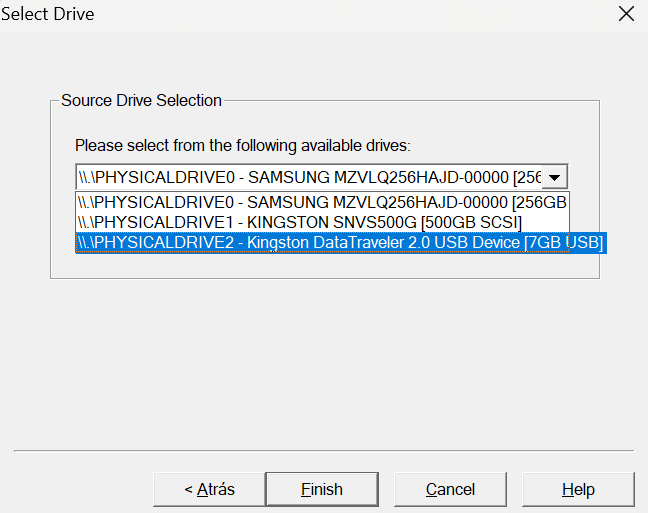 Select Drive
Source Drive Selection
Please select from the following available drives:
\\.\PHYSICALDRIVE0 - SAMSUNG MZVLQ256HAJD-00000 [256
\\.\PHYSICALDRIVE0 - SAMSUNG MZVLQ256HAJD-00000 [256GB
\\.\PHYSICALDRIVE1 - KINGSTON SNVS500G [500GB SCSI]
\\.\PHYSICALDRIVE2 - Kingston DataTraveler 2.0 USB Device [7GB USB]
< Atrás Finish Cancel Help